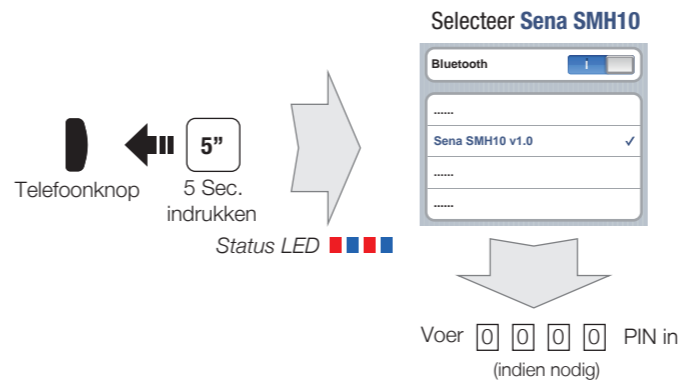 Selecteer Sena SMH10
Bluetooth
......
Sena SMH10 v1.0 ✓
......
......
5”
Telefoonknop
5 Sec.
indrukken
Status LED
Voer 0 0 0 0 PIN in
(indien nodig)